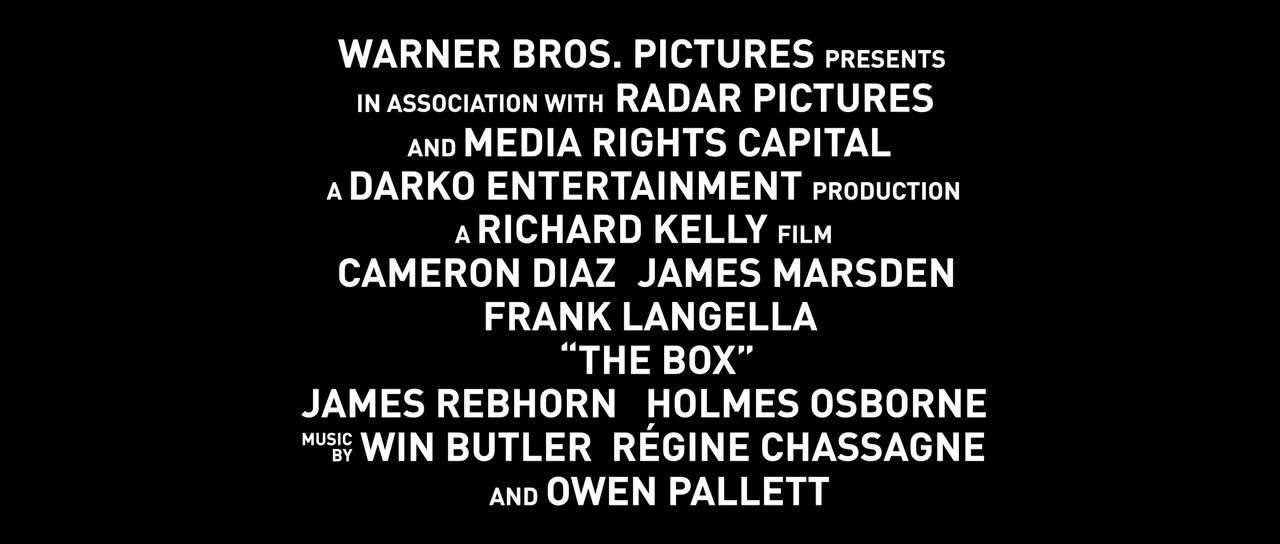 WARNER BROS. PICTURES PRESENTS
IN ASSOCIATION WITH RADAR PICTURES
AND MEDIA RIGHTS CAPITAL
A DARKO ENTERTAINMENT PRODUCTION
A RICHARD KELLY FILM
CAMERON DIAZ JAMES MARSDEN
FRANK LANGELLA
“THE BOX”
JAMES REBHORN HOLMES OSBORNE
MUSIC BY WIN BUTLER RÉGINE CHASSAGNE
AND OWEN PALLETT